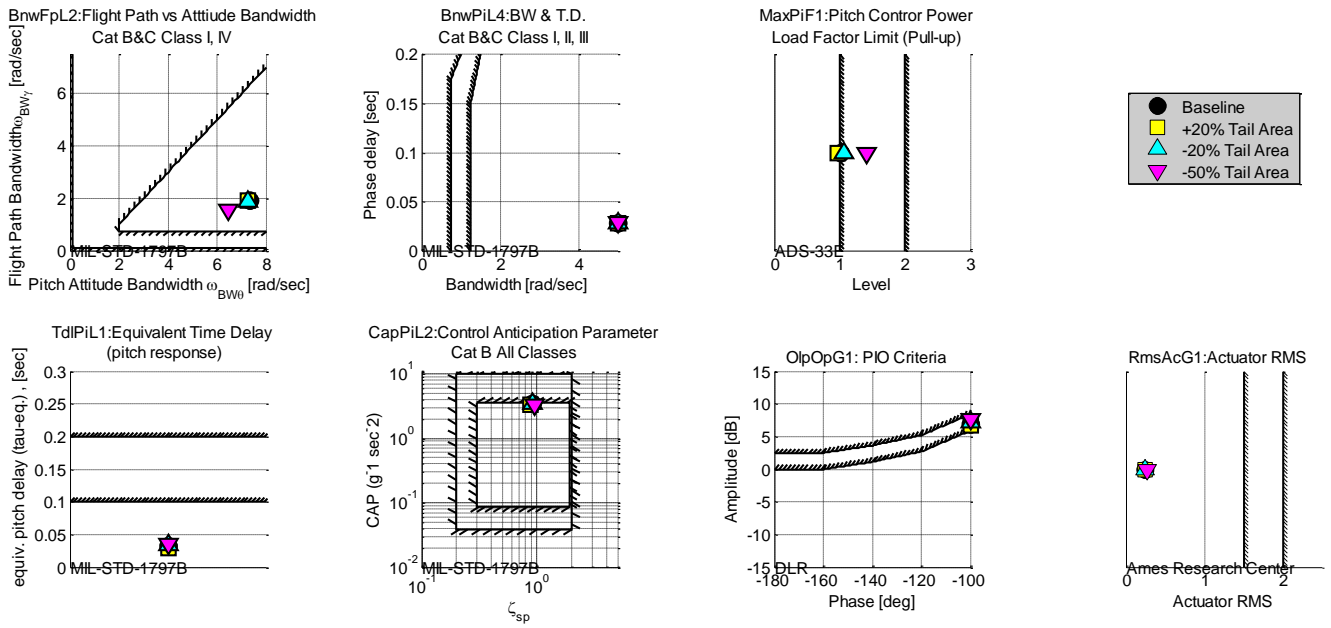 BnwFpL2:Flight Path vs Atttiude Bandwidth
Cat B&C Class I, IV
Flight Path Bandwidthω_BWγ [rad/sec]
6
4
2
0
0
2
4
6
8
MIL-STD-1797B
Pitch Attitude Bandwidth ω_BWθ [rad/sec]
BnwPiL4:BW & T.D.
Cat B&C Class I, II, III
Phase delay [sec]
0.2
0.15
0.1
0.05
0
0
2
4
MIL-STD-1797B
Bandwidth [rad/sec]
MaxPiF1:Pitch Control Power
Load Factor Limit (Pull-up)
0
1
2
3
ADS-33E
Level
Baseline
+20% Tail Area
-20% Tail Area
-50% Tail Area
TdlPiL1:Equivalent Time Delay
(pitch response)
equiv. pitch delay (tau-eq.) , [sec]
0.3
0.25
0.2
0.15
0.1
0.05
0
MIL-STD-1797B
CapPiL2:Control Anticipation Parameter
Cat B All Classes
CAP (g^-1 sec^-2)
10^1
10^0
10^-1
10^-2
10^-1
10^0
MIL-STD-1797B
ζ_sp
OlpOpG1: PIO Criteria
Amplitude [dB]
15
10
5
0
-5
-10
-15
-180
-160
-140
-120
-100
DLR
Phase [deg]
RmsAcG1:Actuator RMS
0
1
2
Ames Research Center
Actuator RMS